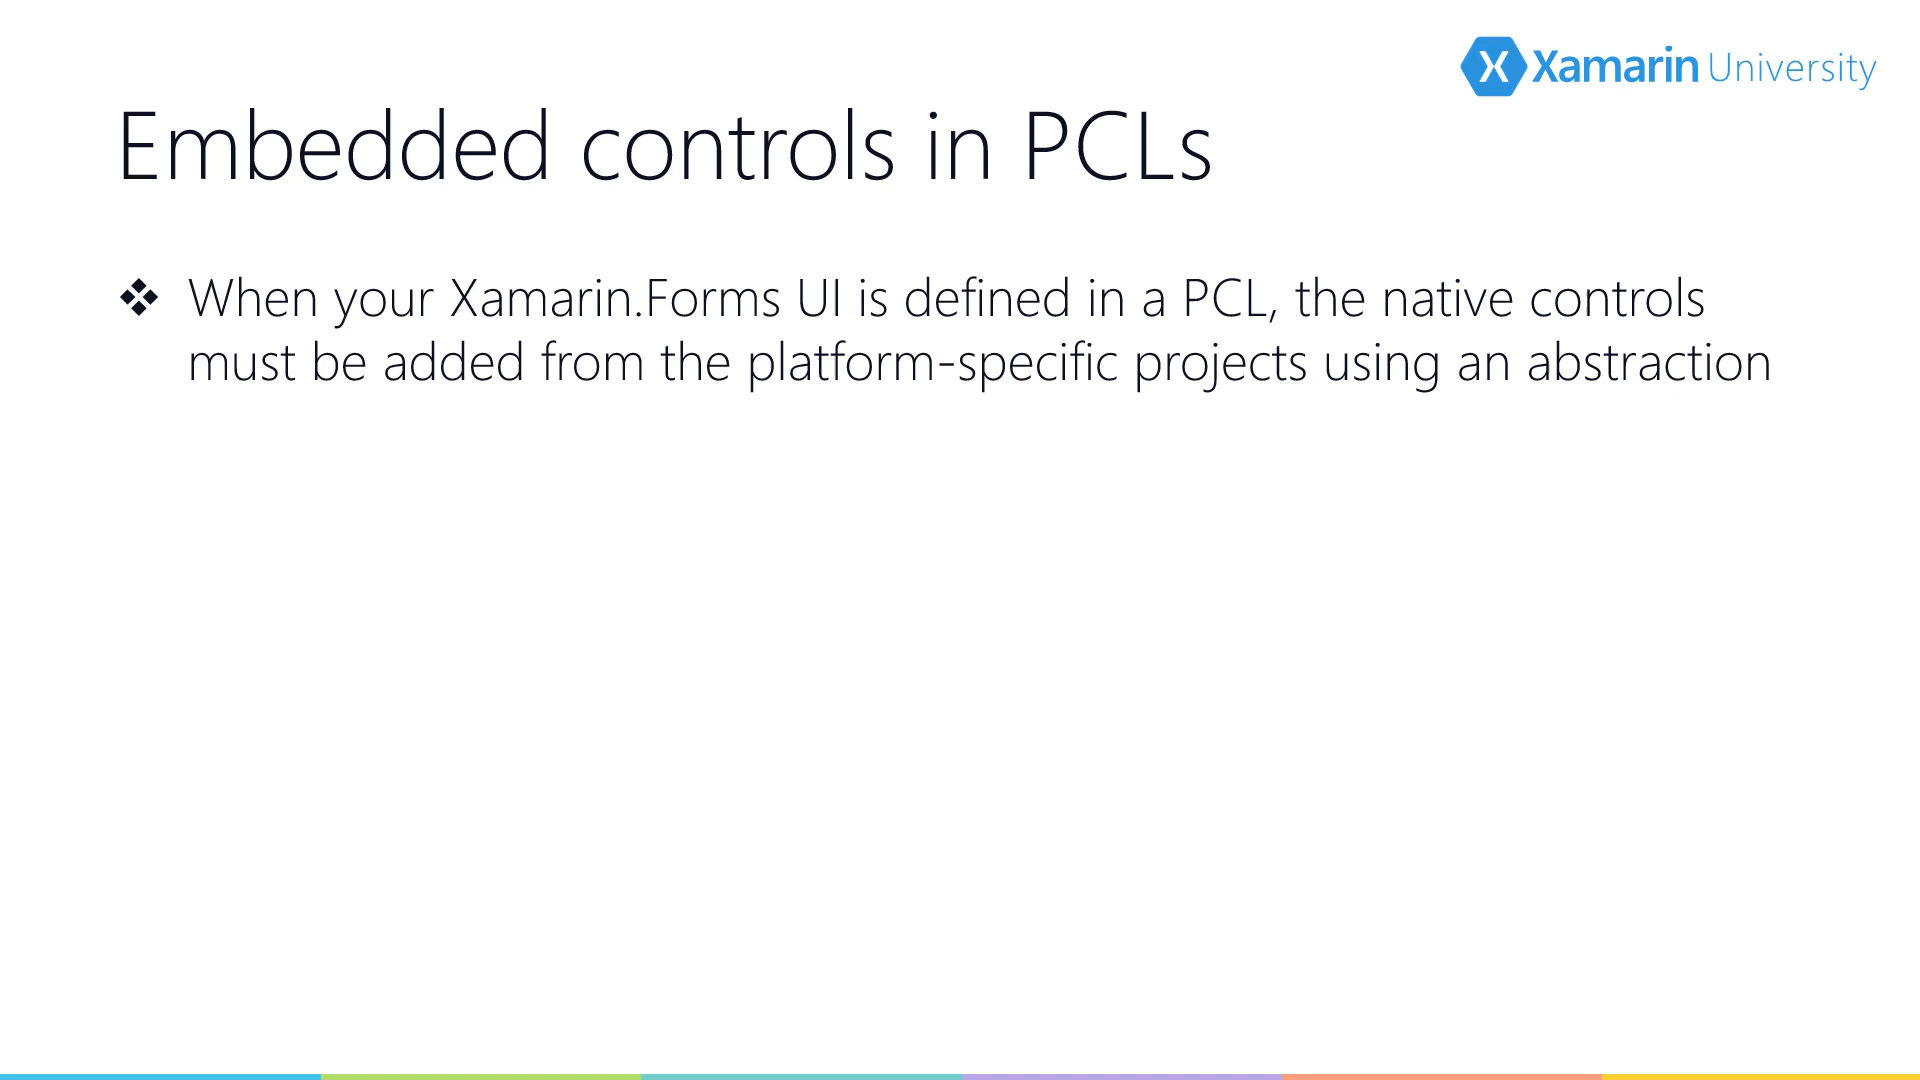 Xamarin University
Embedded controls in PCLs
❖ When your Xamarin.Forms UI is defined in a PCL, the native controls
must be added from the platform-specific projects using an abstraction